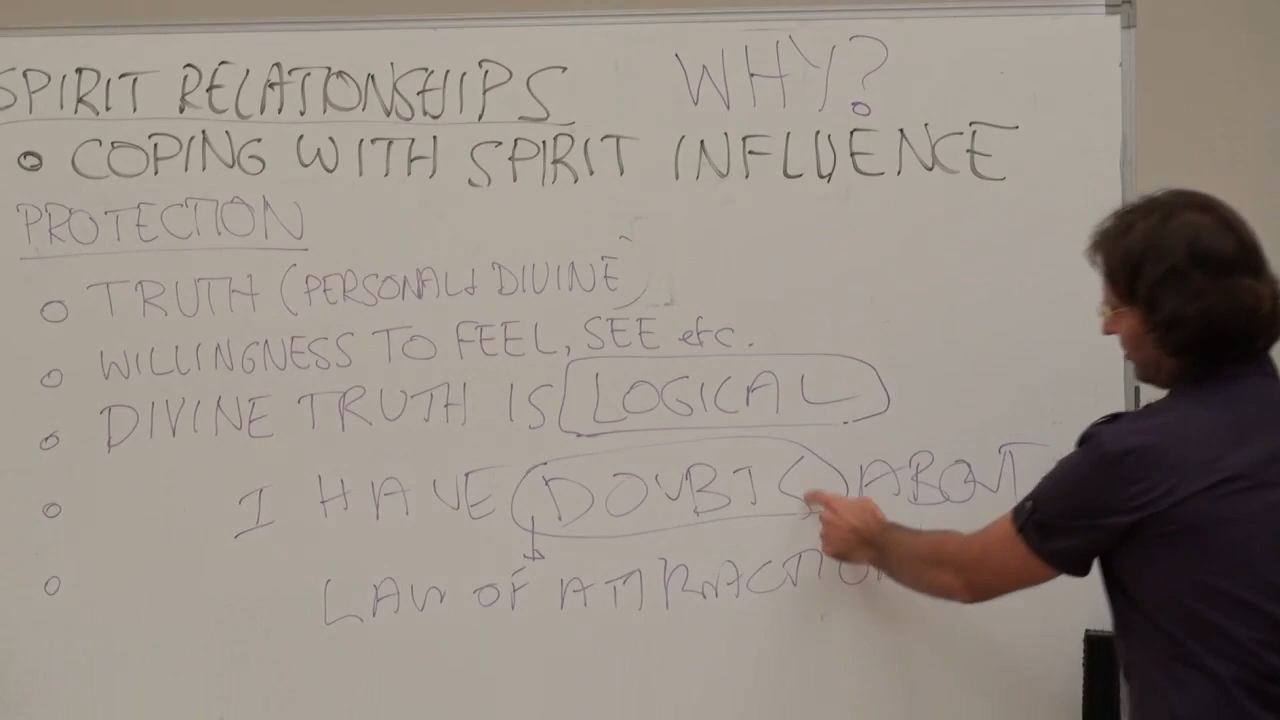 SPIRIT RELATIONSHIPS WHY?
COPING WITH SPIRIT INFLUENCE
PROTECTION
TRUTH (PERSONAL & DIVINE)
WILLINGNESS TO FEEL, SEE etc.
DIVINE TRUTH IS LOGICAL
I HAVE DOUBTS ABOUT
LAW OF ATTRACTION